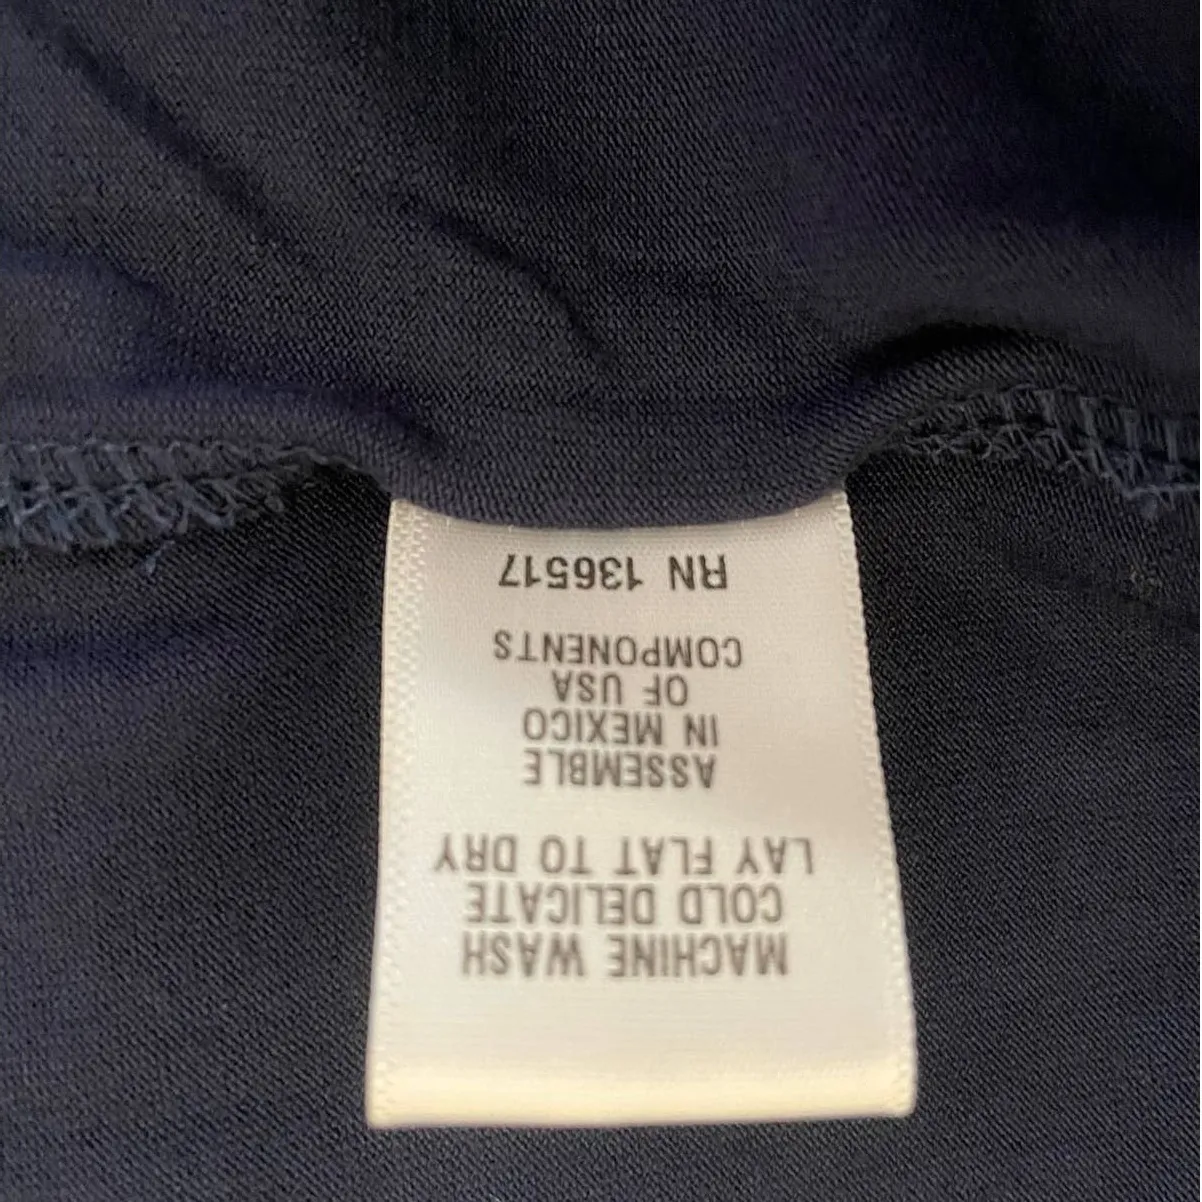 MACHINE WASH
COLD DELICATE
LAY FLAT TO DRY
ASSEMBLE
IN MEXICO
OF USA
COMPONENTS
RN 136517